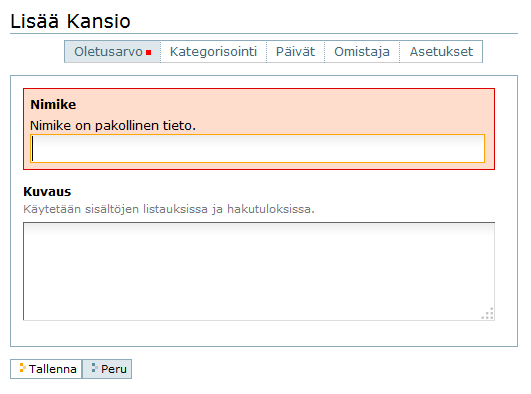 Lisää Kansio
Oletusarvo Kategorisointi Päivät Omistaja Asetukset
Nimike
Nimike on pakollinen tieto.
Kuvaus
Käytetään sisältöjen listauksissa ja hakutuloksissa.
Tallenna Peru